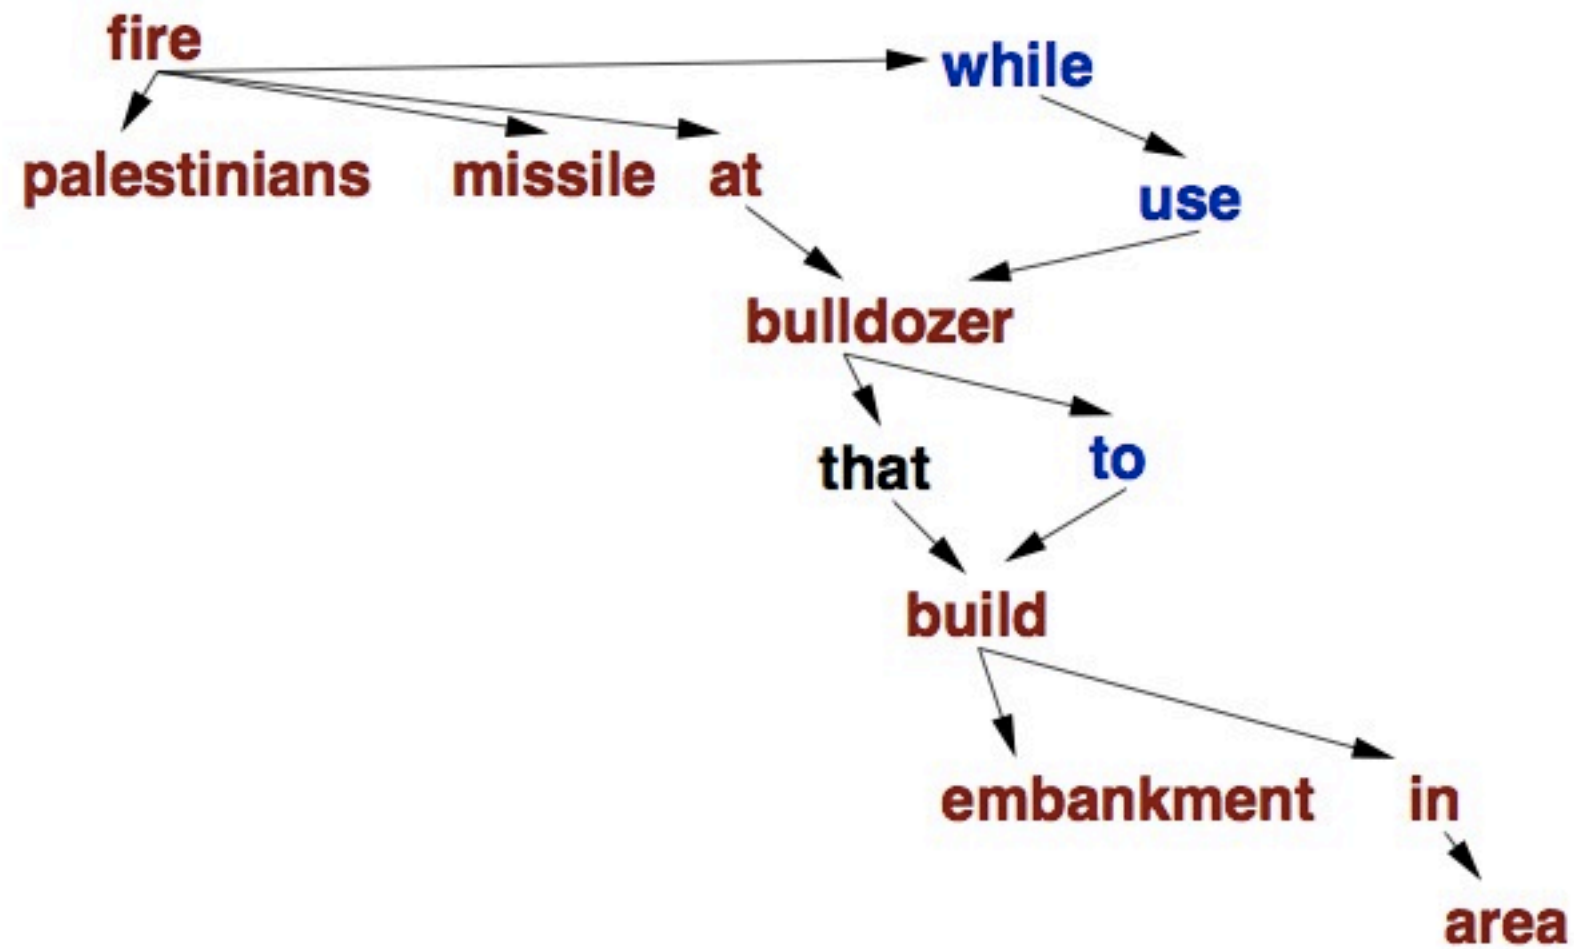 fire
while
palestinians missile at
use
bulldozer
that to
build
embankment in
area